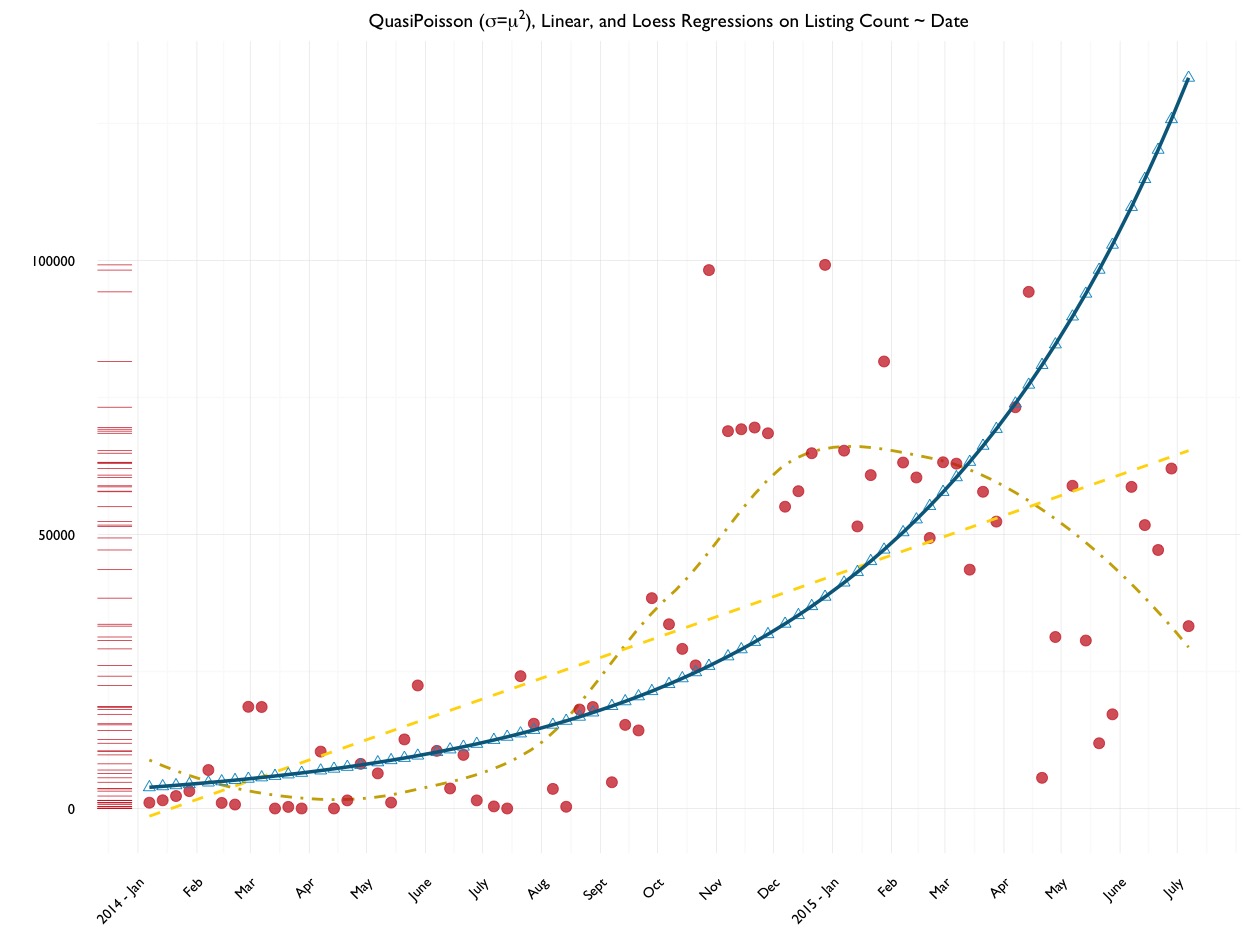 QuasiPoisson (σ=μ²), Linear, and Loess Regressions on Listing Count ~ Date
100000
50000
0
2014 - Jan
Feb
Mar
Apr
May
June
July
Aug
Sept
Oct
Nov
Dec
2015 - Jan
Feb
Mar
Apr
May
June
July